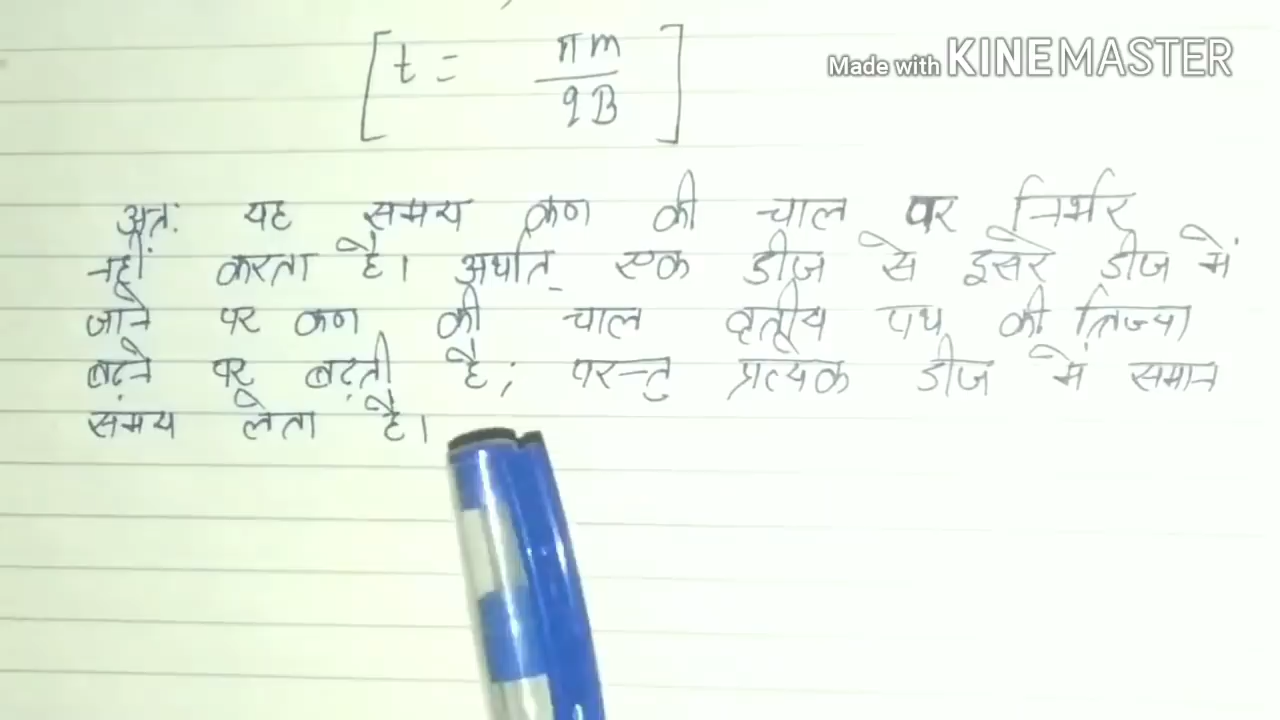 [t = πm / qB]
Made with KINEMASTER
अतः यह समय कण की चाल पर निर्भर
नहीं करता है। अर्थात् एक डीज से दूसरे डीज में
जाने पर कण की चाल वृतीय पथ की त्रिज्या
बढ़ने पर बढ़ती है; परन्तु प्रत्यक डीज में समान
समय लेता है।